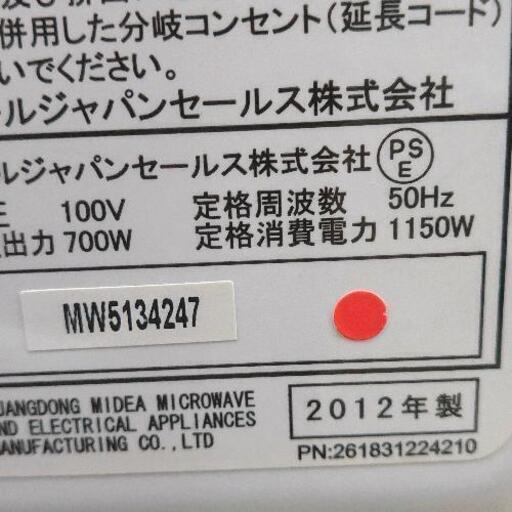 併用した分岐コンセント(延長コード)
いでください。
ールジャパンセールス株式会社
ルジャパンセールス株式会社 PS E
圧 100V 定格周波数 50Hz
出力 700W 定格消費電力 1150W
MW5134247
UANGDONG MIDEA MICROWAVE
ND ELECTRICAL APPLIANCES
ANUFACTURING CO.,LTD
2012年製
PN:261831224210